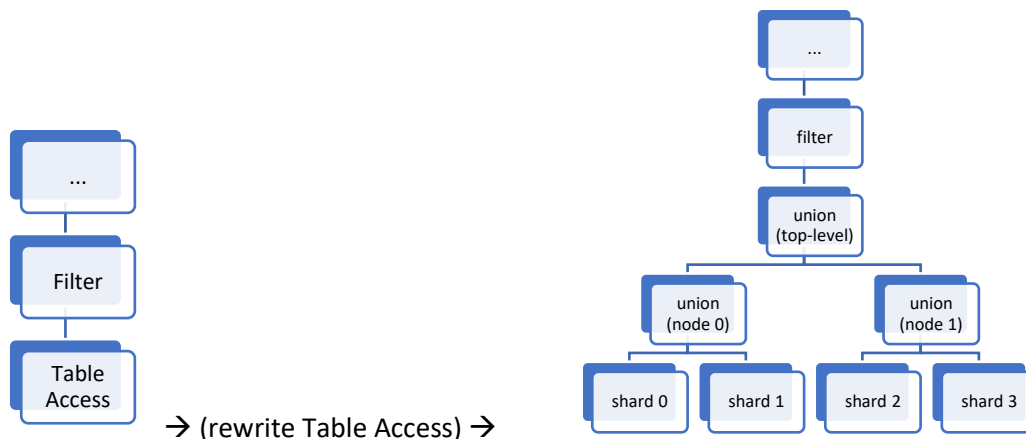 ...
Filter
Table
Access
→ (rewrite Table Access) →
...
filter
union
(top-level)
union
(node 0)
union
(node 1)
shard 0
shard 1
shard 2
shard 3